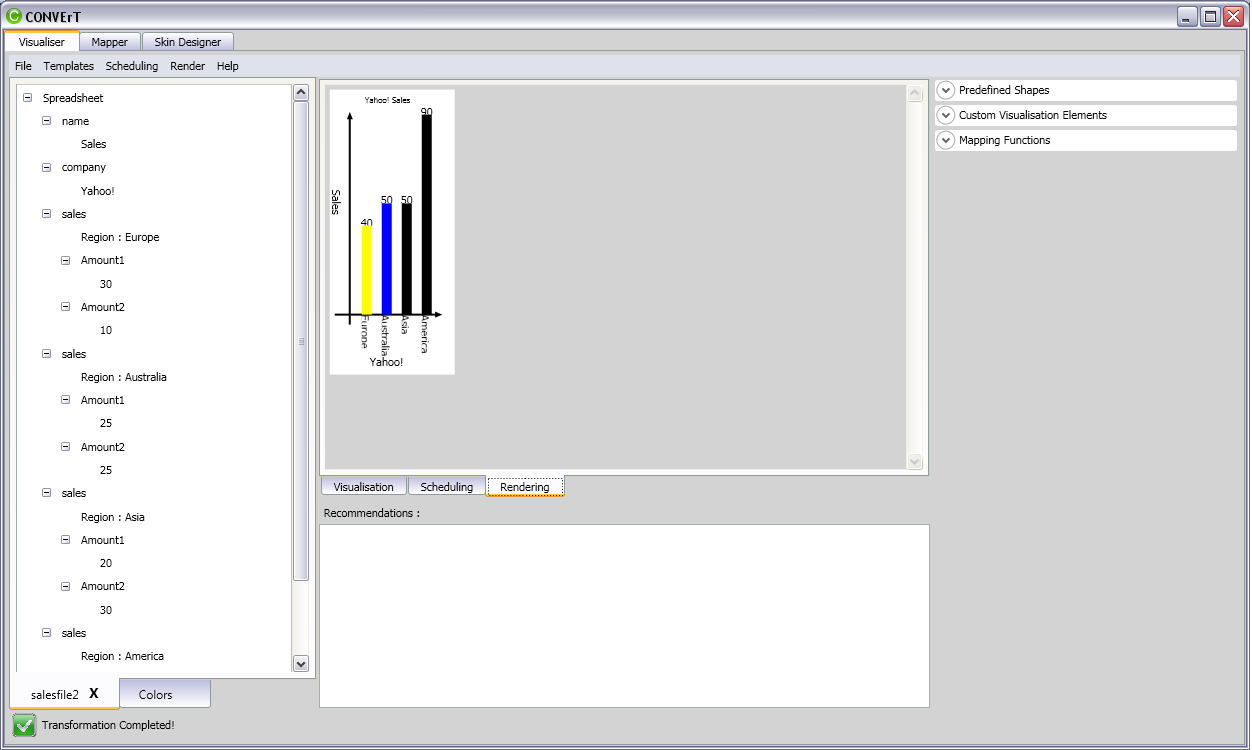 CONVErT
Visualiser Mapper Skin Designer
File Templates Scheduling Render Help
Spreadsheet
name
Sales
company
Yahoo!
sales
Region : Europe
Amount1
30
Amount2
10
sales
Region : Australia
Amount1
25
Amount2
25
sales
Region : Asia
Amount1
20
Amount2
30
sales
Region : America
salesfile2 X Colors
Transformation Completed!
Yahoo! Sales
90
50 50
40
Sales
Europe Australia Asia America
Yahoo!
Visualisation Scheduling Rendering
Recommendations :
Predefined Shapes
Custom Visualisation Elements
Mapping Functions